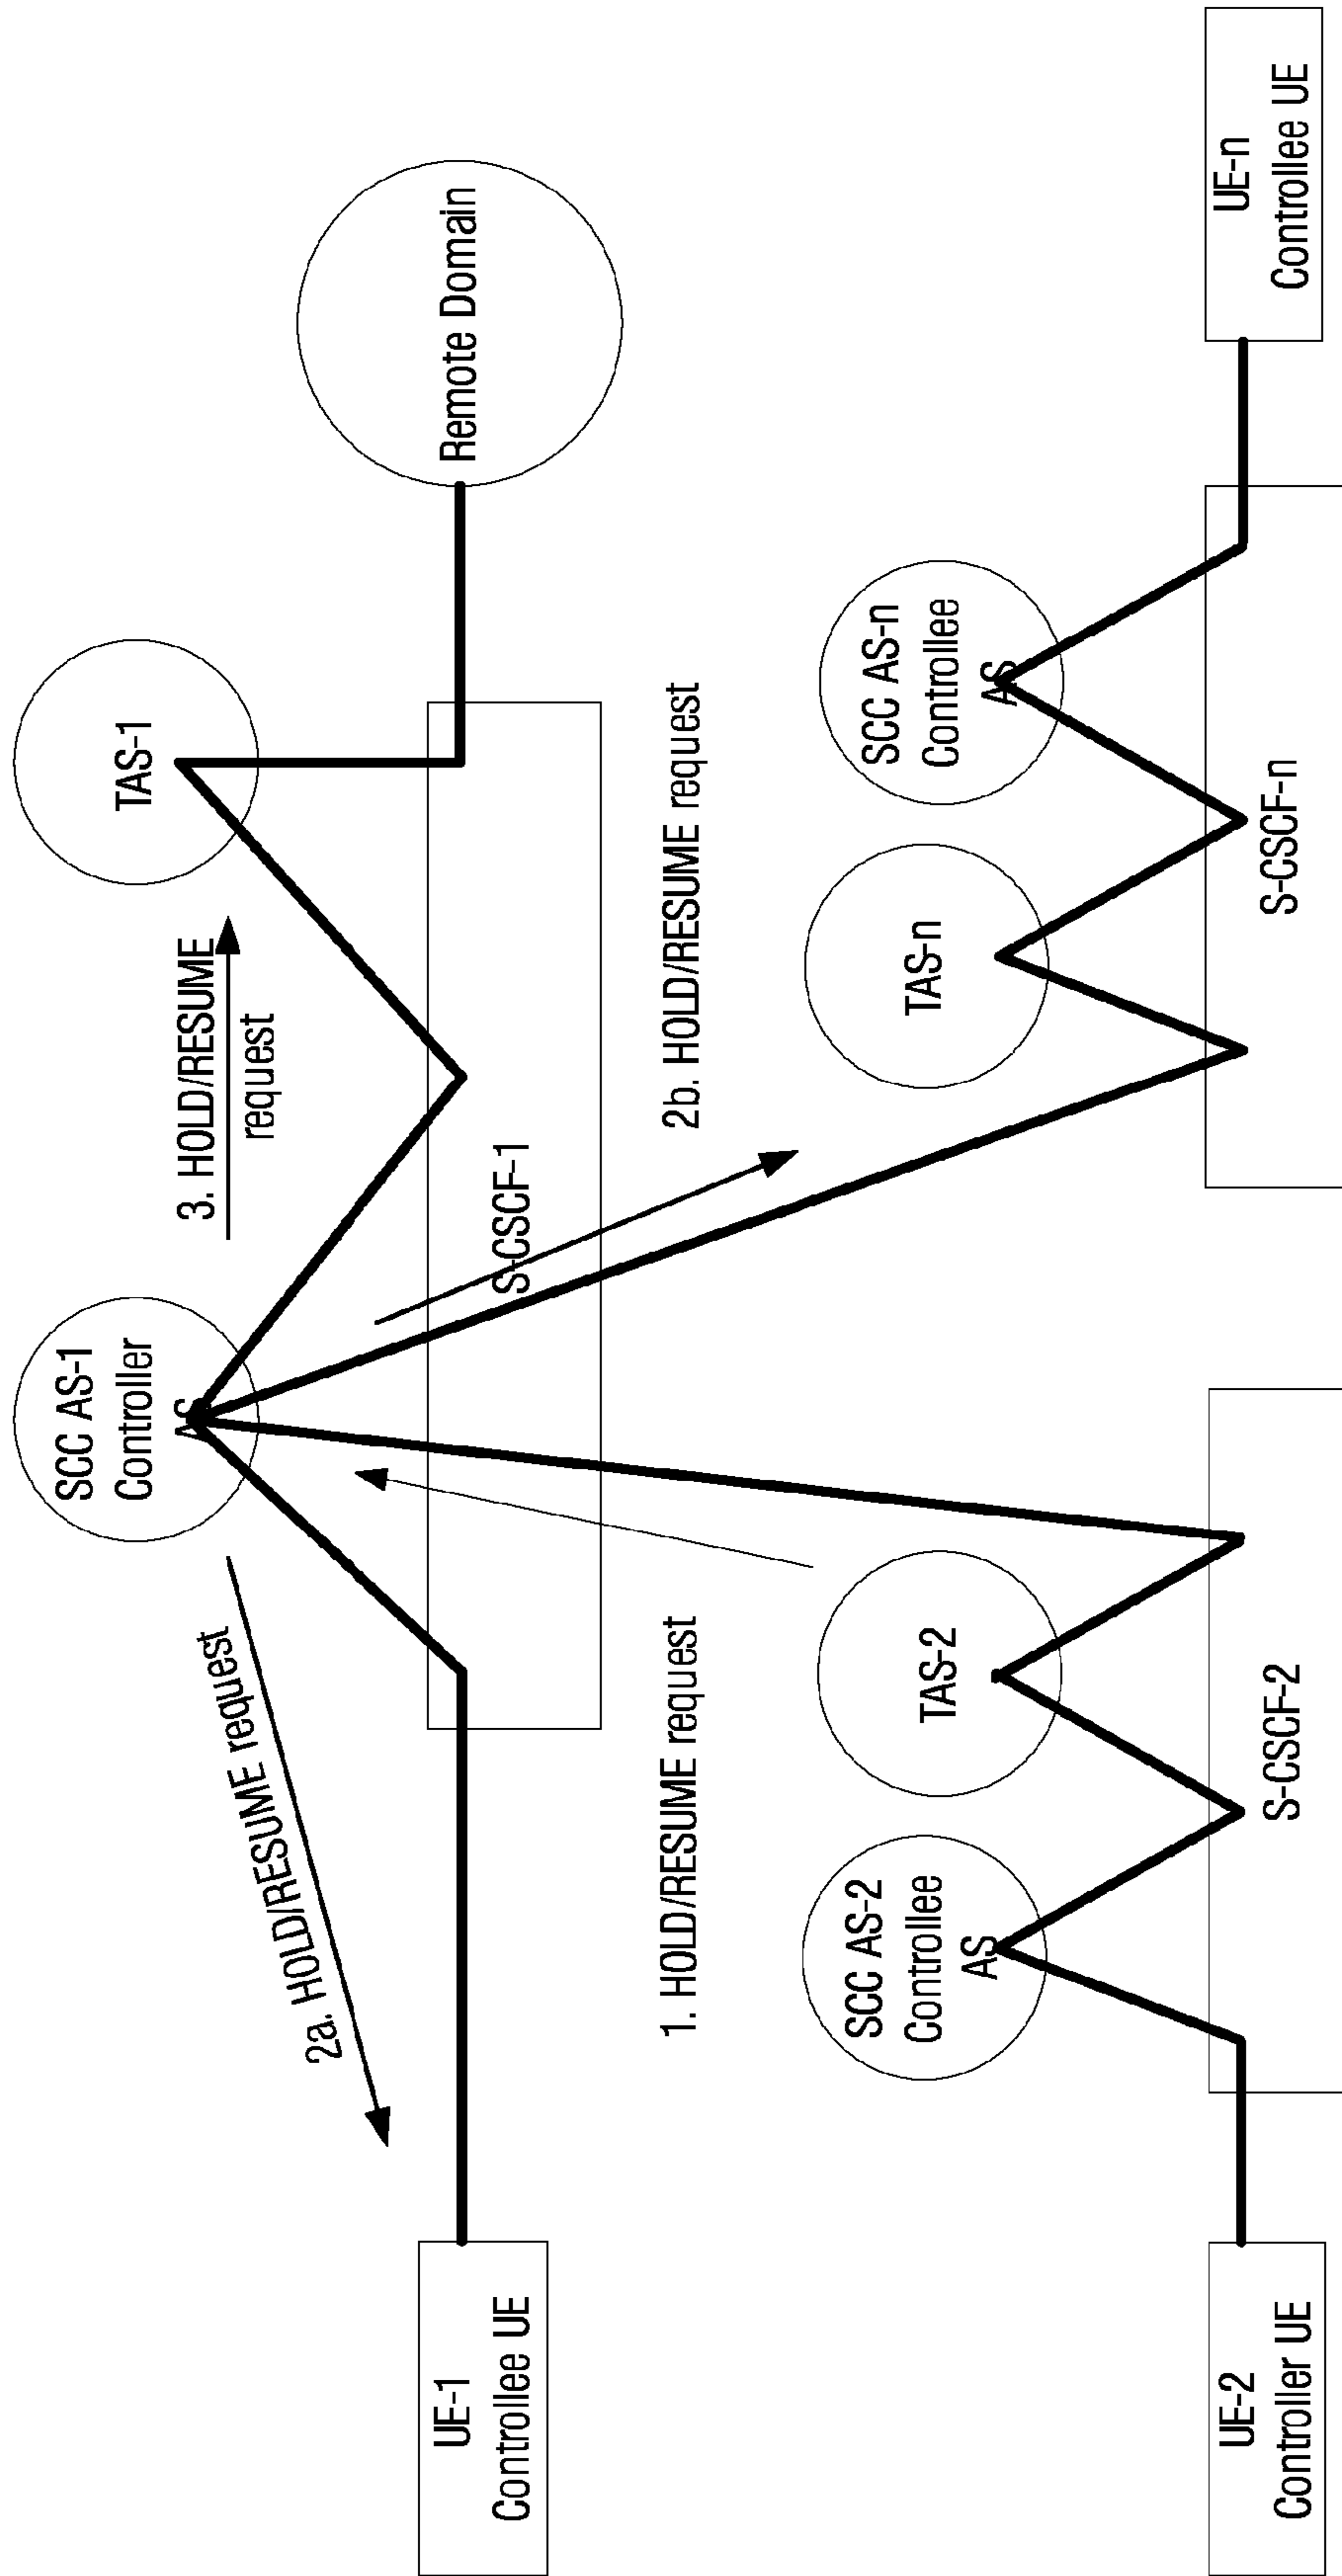 UE-1
Controllee UE
2a. HOLD/RESUME request
SCC AS-1
Controller
AS
3. HOLD/RESUME
request
TAS-1
S-CSCF-1
Remote Domain
1. HOLD/RESUME request
2b. HOLD/RESUME request
UE-2
Controller UE
SCC AS-2
Controllee
AS
TAS-2
S-CSCF-2
TAS-n
SCC AS-n
Controllee
AS
S-CSCF-n
UE-n
Controllee UE